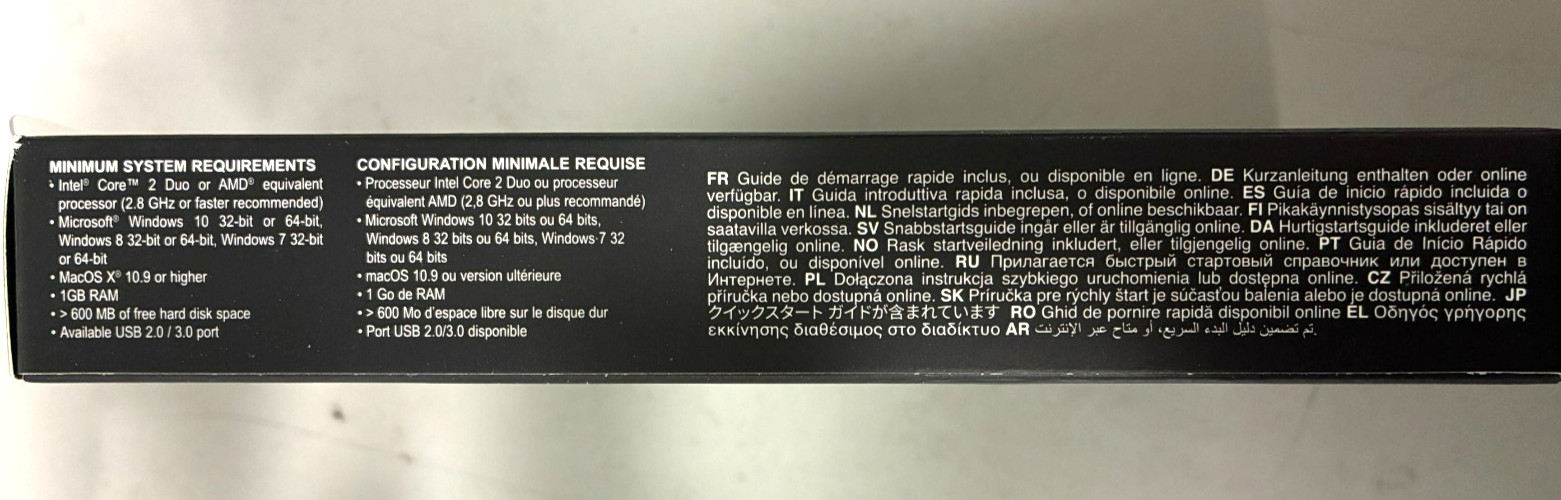 MINIMUM SYSTEM REQUIREMENTS
• Intel® Core™ 2 Duo or AMD® equivalent
processor (2.8 GHz or faster recommended)
• Microsoft® Windows 10 32-bit or 64-bit,
Windows 8 32-bit or 64-bit, Windows 7 32-bit
or 64-bit
• MacOS X® 10.9 or higher
• 1GB RAM
• > 600 MB of free hard disk space
• Available USB 2.0 / 3.0 port
CONFIGURATION MINIMALE REQUISE
• Processeur Intel Core 2 Duo ou processeur
équivalent AMD (2,8 GHz ou plus recommandé)
• Microsoft Windows 10 32 bits ou 64 bits,
Windows 8 32 bits ou 64 bits, Windows 7 32
bits ou 64 bits
• macOS 10.9 ou version ultérieure
• 1 Go de RAM
• > 600 Mo d'espace libre sur le disque dur
• Port USB 2.0/3.0 disponible
FR Guide de démarrage rapide inclus, ou disponible en ligne. DE Kurzanleitung enthalten oder online
verfügbar. IT Guida introduttiva rapida inclusa, o disponibile online. ES Guía de inicio rápido incluida o
disponible en línea. NL Snelstartgids inbegrepen, of online beschikbaar. FI Pikakäynnistysopas sisältyy tai on
saatavilla verkossa. SV Snabbstartsguide ingår eller är tillgänglig online. DA Hurtigstartsguide inkluderet eller
tilgængelig online. NO Rask startveiledning inkludert, eller tilgjengelig online. PT Guia de Início Rápido
incluído, ou disponível online. RU Прилагается быстрый стартовый справочник или доступен в
Интернете. PL Dołączona instrukcja szybkiego uruchomienia lub dostępna online. CZ Přiložená rychlá
příručka nebo dostupná online. SK Príručka pre rýchly štart je súčasťou balenia alebo je dostupná online. JP
クイックスタート ガイドが含まれています RO Ghid de pornire rapidă disponibil online EL Οδηγός γρήγορης
εκκίνησης διαθέσιμος στο διαδίκτυο AR تم تضمين دليل البدء السريع، أو متاح عبر الإنترنت.